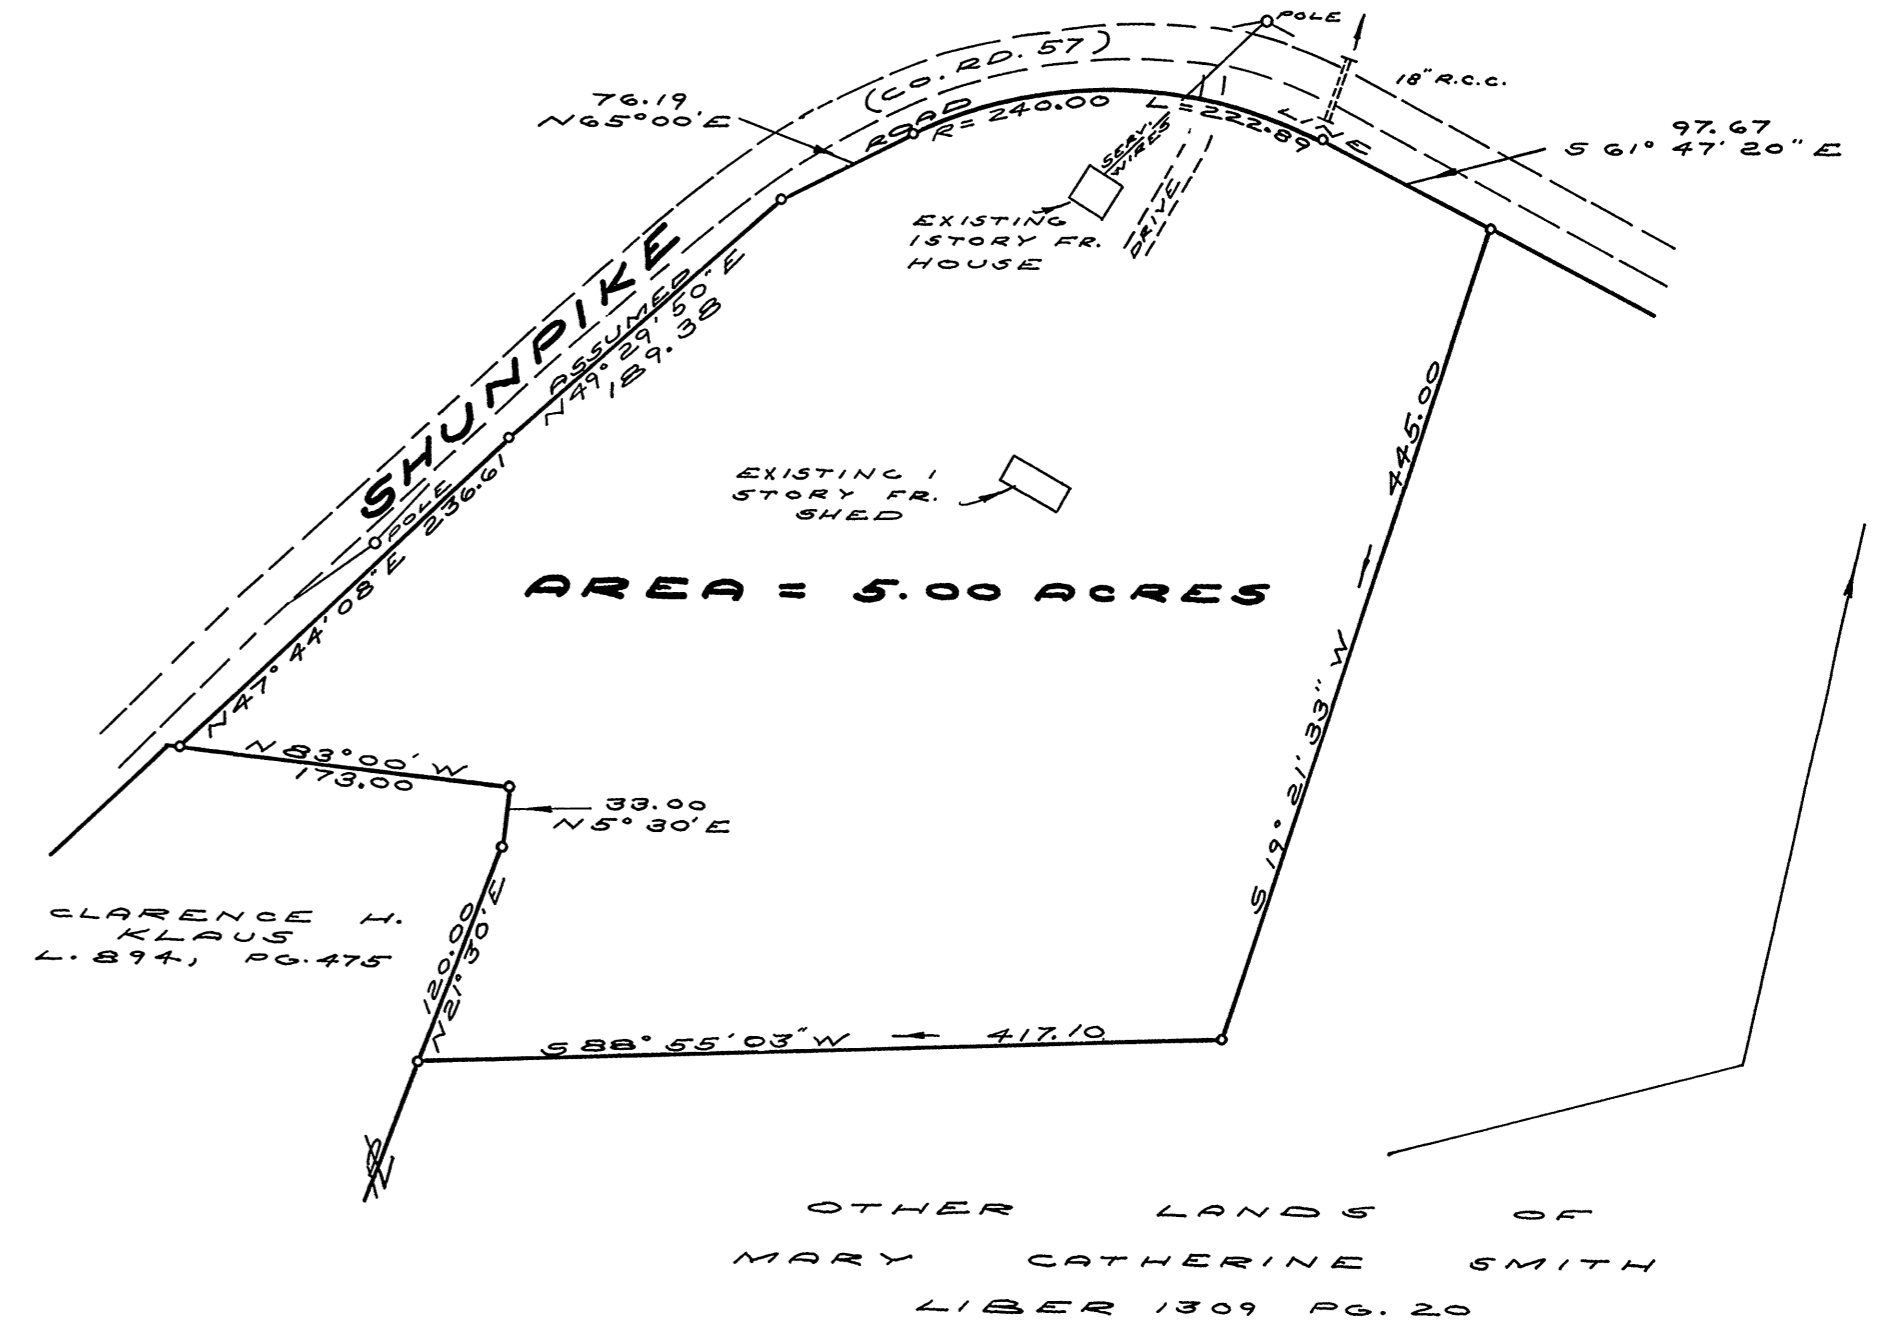 POLE
(CO. RD. 57)
18" R.C.C.
76.19
N65°00'E
ROAD
R = 240.00
L = 222.89
LINE
97.67
S 61° 47' 20" E
SERV.
WIRES
DRIVE
EXISTING
1STORY FR.
HOUSE
SHUNPIKE
ASSUMED
N49° 29' 50" E
189.38
445.00
POLE
236.61
N47° 44' 08" E
EXISTING 1
STORY FR.
SHED
AREA = 5.00 ACRES
S 19° 21' 33" W
N 83° 00' W
173.00
33.00
N5° 30' E
120.00
N21° 30' E
CLARENCE H.
KLAUS
L. 894, PG. 475
S 88° 55' 03" W
417.10
OTHER LANDS OF
MARY CATHERINE SMITH
LIBER 1309 PG. 20